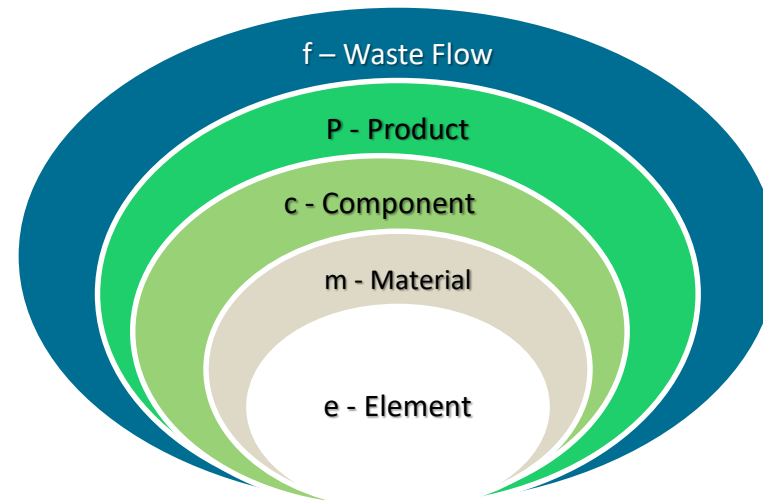 f – Waste Flow
P - Product
c - Component
m - Material
e - Element